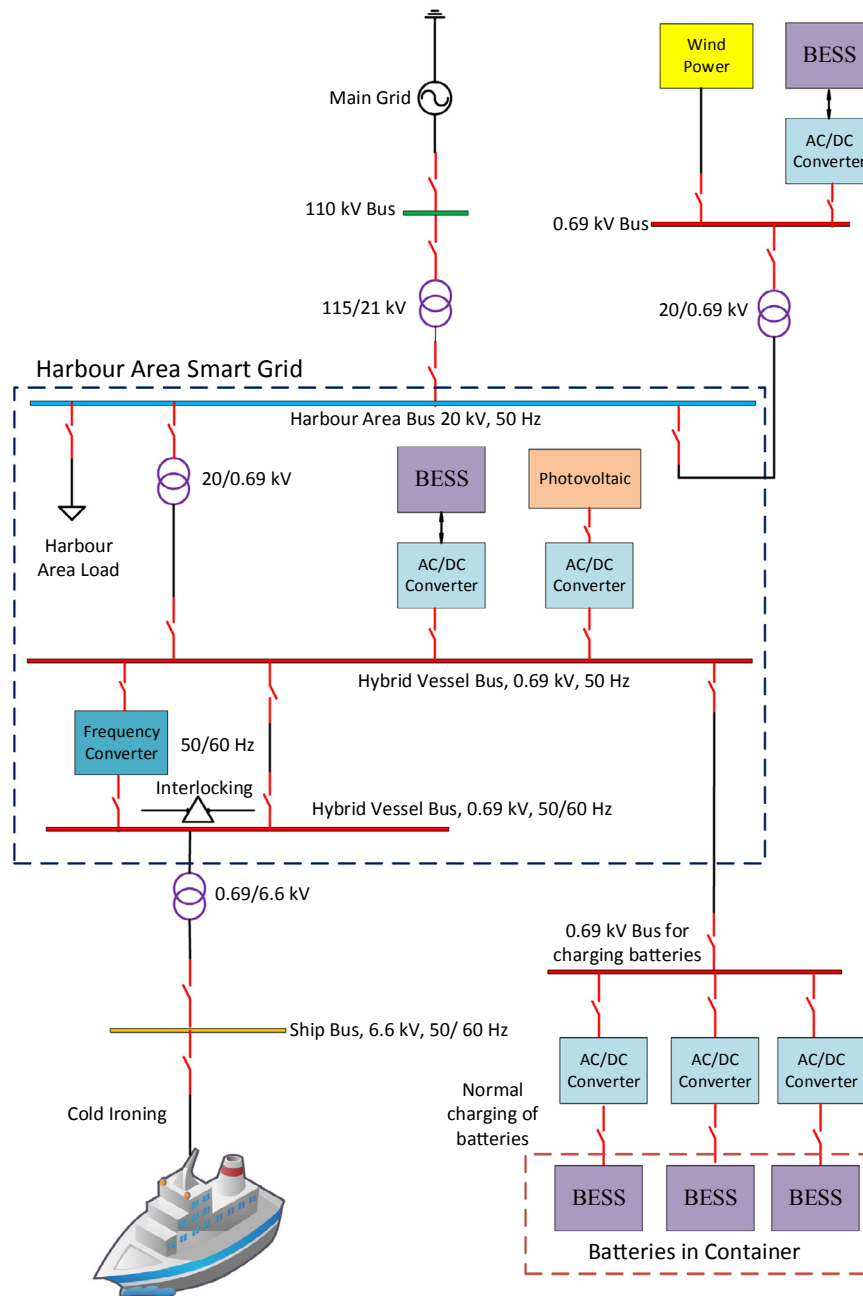 Wind
Power
BESS
Main Grid
AC/DC
Converter
110 kV Bus
0.69 kV Bus
115/21 kV
20/0.69 kV
Harbour Area Smart Grid
Harbour Area Bus 20 kV, 50 Hz
20/0.69 kV
BESS
Photovoltaic
Harbour
Area Load
AC/DC
Converter
AC/DC
Converter
Hybrid Vessel Bus, 0.69 kV, 50 Hz
Frequency
Converter
50/60 Hz
Interlocking
Hybrid Vessel Bus, 0.69 kV, 50/60 Hz
0.69/6.6 kV
0.69 kV Bus for
charging batteries
Ship Bus, 6.6 kV, 50/ 60 Hz
AC/DC
Converter
AC/DC
Converter
AC/DC
Converter
Cold Ironing
Normal
charging of
batteries
BESS
BESS
BESS
Batteries in Container